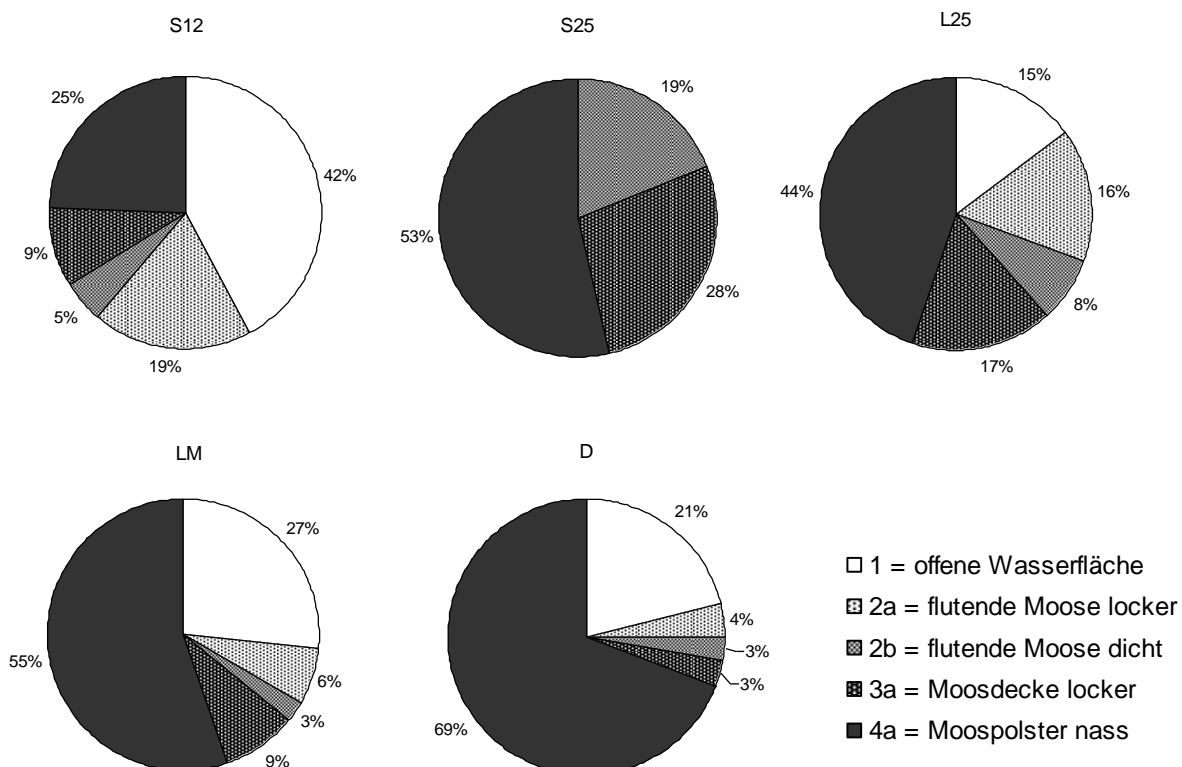 S12
25%
42%
9%
5%
19%
S25
19%
53%
28%
L25
15%
44%
16%
8%
17%
LM
27%
55%
6%
3%
9%
D
21%
4%
3%
3%
69%
1 = offene Wasserfläche
2a = flutende Moose locker
2b = flutende Moose dicht
3a = Moosdecke locker
4a = Moospolster nass